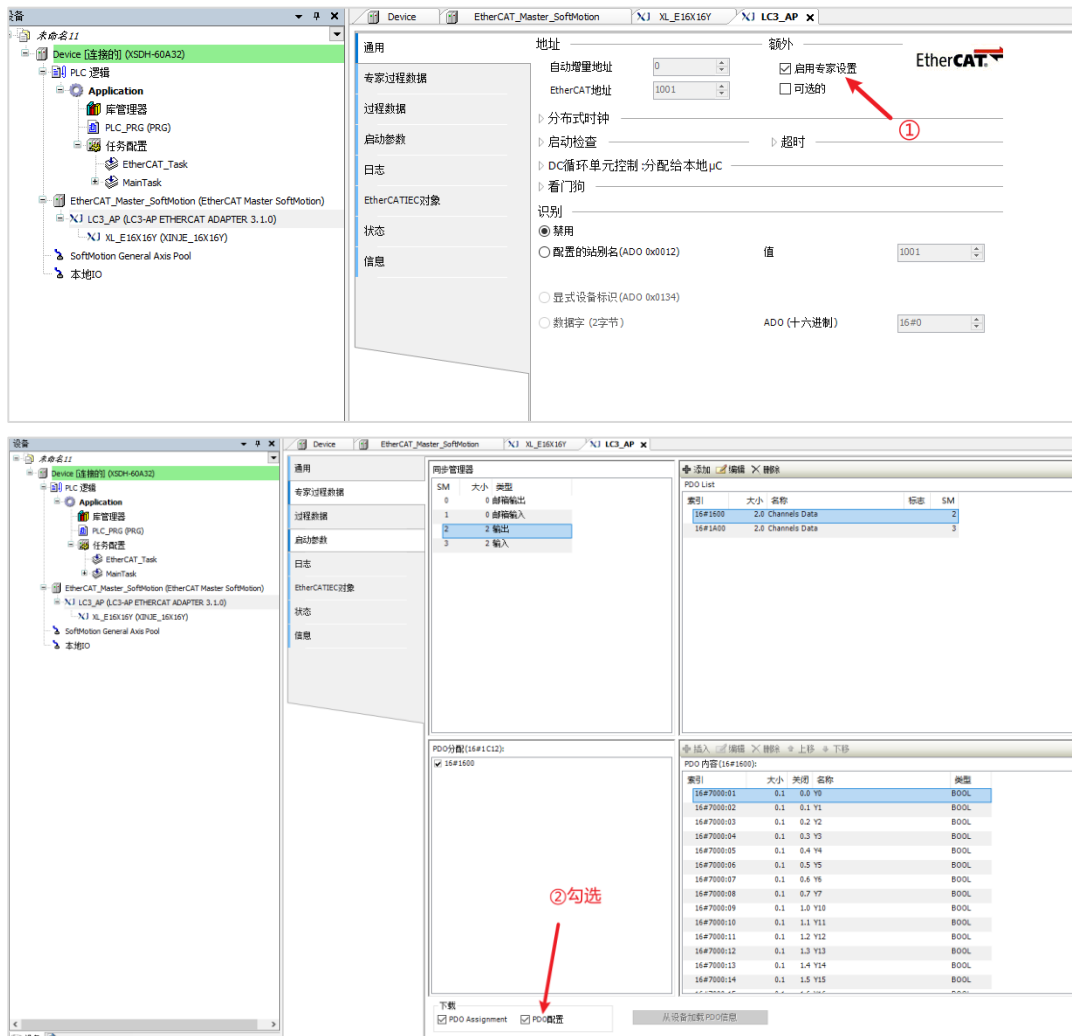 设备
Device
EtherCAT_Master_SoftMotion
XL_E16X16Y
LC3_AP
未命名11
Device [连接的] (XSDH-60A32)
PLC 逻辑
Application
库管理器
PLC_PRG (PRG)
任务配置
EtherCAT_Task
MainTask
EtherCAT_Master_SoftMotion (EtherCAT Master SoftMotion)
LC3_AP (LC3-AP ETHERCAT ADAPTER 3.1.0)
XL_E16X16Y (XINJE_16X16Y)
SoftMotion General Axis Pool
本地IO
通用
专家过程数据
过程数据
启动参数
日志
EtherCATIEC对象
状态
信息
地址
额外
自动增量地址 0
启用专家设置
EtherCAT.
EtherCAT地址 1001
可选的
①
分布式时钟
启动检查
超时
DC循环单元控制:分配给本地μC
看门狗
识别
禁用
配置的站别名(ADO 0x0012) 值 1001
显式设备标识(ADO 0x0134)
数据字 (2字节) ADO (十六进制) 16#0
设备
Device
EtherCAT_Master_SoftMotion
XL_E16X16Y
LC3_AP
未命名11
Device [连接的] (XSDH-60A32)
PLC 逻辑
Application
库管理器
PLC_PRG (PRG)
任务配置
EtherCAT_Task
MainTask
EtherCAT_Master_SoftMotion (EtherCAT Master SoftMotion)
LC3_AP (LC3-AP ETHERCAT ADAPTER 3.1.0)
XL_E16X16Y (XINJE_16X16Y)
SoftMotion General Axis Pool
本地IO
通用
专家过程数据
过程数据
启动参数
日志
EtherCATIEC对象
状态
信息
同步管理器
SM 大小 类型
0 0 邮箱输出
1 0 邮箱输入
2 2 输出
3 2 输入
添加 编辑 删除
PDO List
索引 大小 名称 标志 SM
16#1600 2.0 Channels Data 2
16#1A00 2.0 Channels Data 3
PDO分配(16#1C12):
16#1600
插入 编辑 删除 上移 下移
PDO 内容(16#1600):
索引 大小 关闭 名称 类型
16#7000:01 0.1 0.0 Y0 BOOL
16#7000:02 0.1 0.1 Y1 BOOL
16#7000:03 0.1 0.2 Y2 BOOL
16#7000:04 0.1 0.3 Y3 BOOL
16#7000:05 0.1 0.4 Y4 BOOL
16#7000:06 0.1 0.5 Y5 BOOL
16#7000:07 0.1 0.6 Y6 BOOL
16#7000:08 0.1 0.7 Y7 BOOL
16#7000:09 0.1 1.0 Y10 BOOL
16#7000:10 0.1 1.1 Y11 BOOL
16#7000:11 0.1 1.2 Y12 BOOL
16#7000:12 0.1 1.3 Y13 BOOL
16#7000:13 0.1 1.4 Y14 BOOL
16#7000:14 0.1 1.5 Y15 BOOL
②勾选
下载
PDO Assignment
PDO配置
从设备加载PDO信息